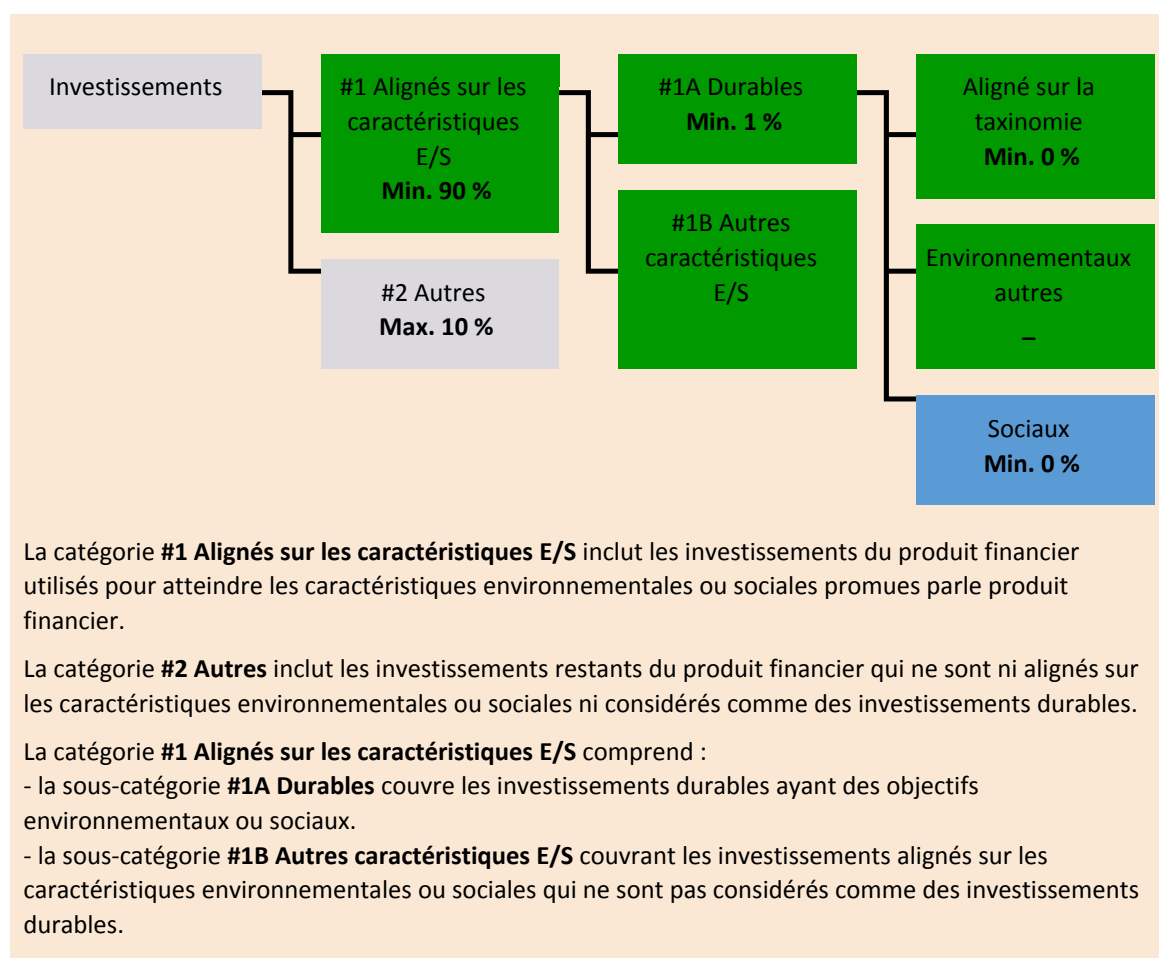 Investissements
#1 Alignés sur les
caractéristiques
E/S
Min. 90 %
#2 Autres
Max. 10 %
#1A Durables
Min. 1 %
#1B Autres
caractéristiques
E/S
Aligné sur la
taxinomie
Min. 0 %
Environnementaux
autres
–
Sociaux
Min. 0 %
La catégorie #1 Alignés sur les caractéristiques E/S inclut les investissements du produit financier
utilisés pour atteindre les caractéristiques environnementales ou sociales promues parle produit
financier.
La catégorie #2 Autres inclut les investissements restants du produit financier qui ne sont ni alignés sur
les caractéristiques environnementales ou sociales ni considérés comme des investissements durables.
La catégorie #1 Alignés sur les caractéristiques E/S comprend :
- la sous-catégorie #1A Durables couvre les investissements durables ayant des objectifs
environnementaux ou sociaux.
- la sous-catégorie #1B Autres caractéristiques E/S couvrant les investissements alignés sur les
caractéristiques environnementales ou sociales qui ne sont pas considérés comme des investissements
durables.